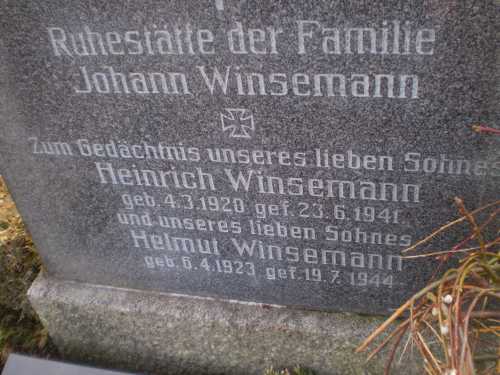 Ruhestätte der Familie
Johann Winsemann
Zum Gedächtnis unseres lieben Sohnes
Heinrich Winsemann
geb. 4.3.1920 gef. 23.6.1941
und unseres lieben Sohnes
Helmut Winsemann
geb. 6.4.1923 gef. 19.7.1944